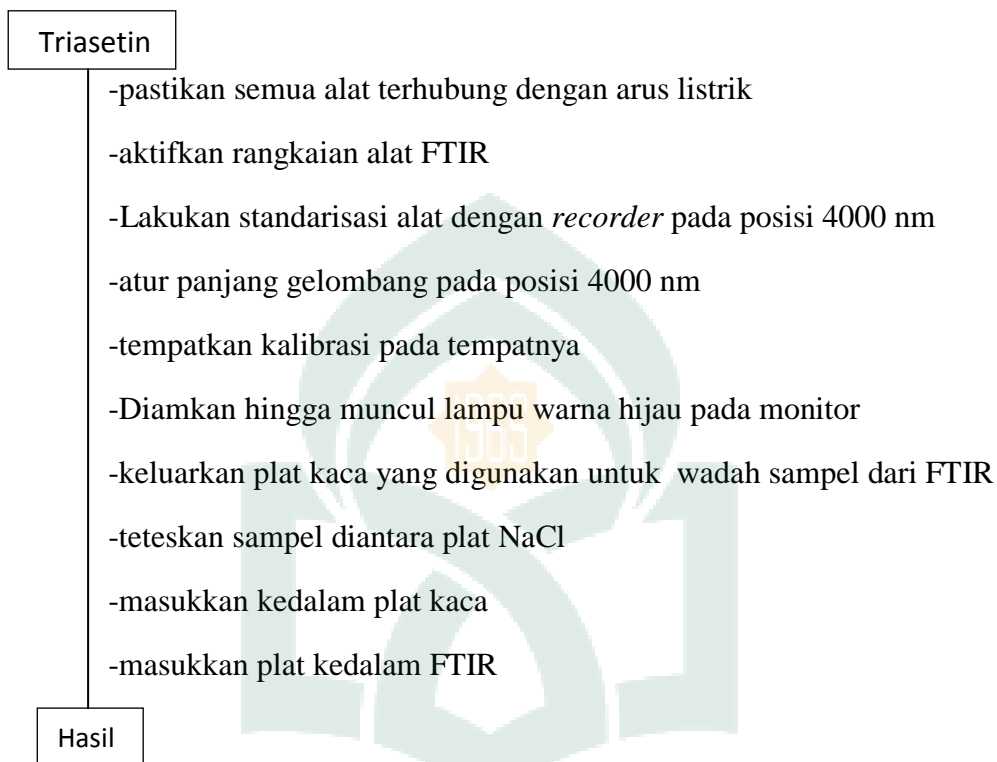 Triasetin
-pastikan semua alat terhubung dengan arus listrik
-aktifkan rangkaian alat FTIR
-Lakukan standarisasi alat dengan recorder pada posisi 4000 nm
-atur panjang gelombang pada posisi 4000 nm
-tempatkan kalibrasi pada tempatnya
-Diamkan hingga muncul lampu warna hijau pada monitor
-keluarkan plat kaca yang digunakan untuk  wadah sampel dari FTIR
-teteskan sampel diantara plat NaCl
-masukkan kedalam plat kaca
-masukkan plat kedalam FTIR
Hasil